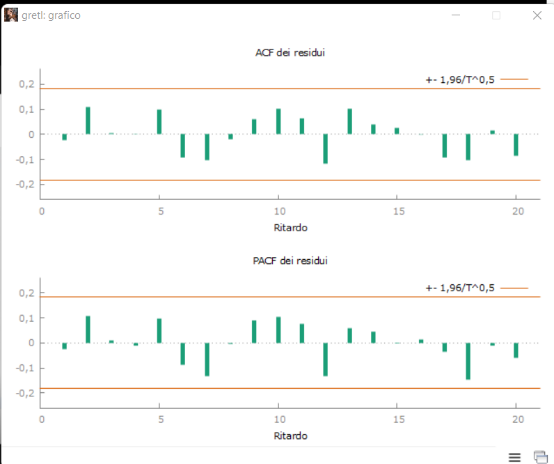 gretl: grafico
ACF dei residui
+- 1,96/T^0,5
0,2
0,1
0
-0,1
-0,2
0 5 10 15 20
Ritardo
PACF dei residui
+- 1,96/T^0,5
0,2
0,1
0
-0,1
-0,2
0 5 10 15 20
Ritardo